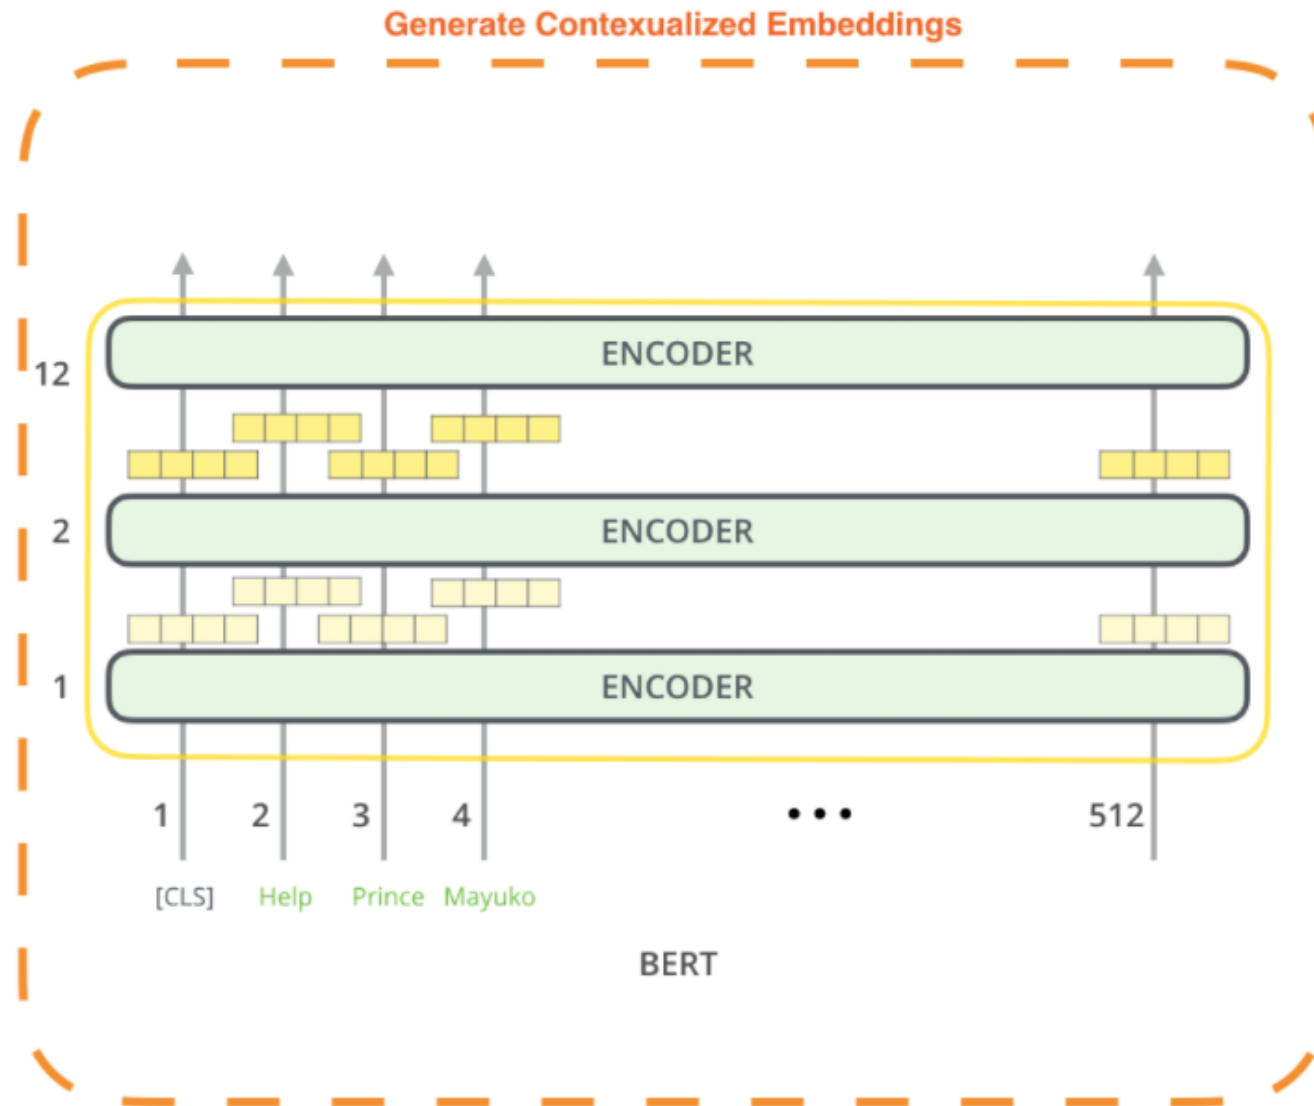 Generate Contexualized Embeddings
12
ENCODER
2
ENCODER
1
ENCODER
1 2 3 4 ••• 512
[CLS] Help Prince Mayuko
BERT